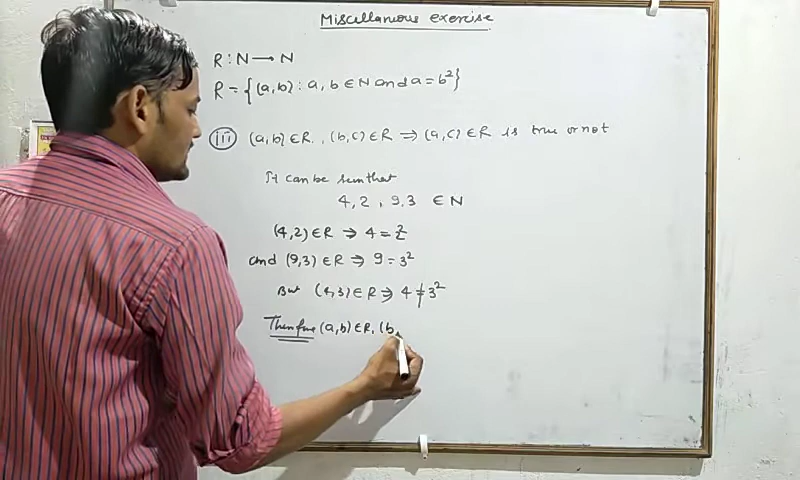 Miscellanous exercise
R : N → N
R = {(a,b) : a, b ∈ N and a = b²}
(iii) (a,b) ∈ R, (b,c) ∈ R ⇒ (a,c) ∈ R is true or not
It can be seen that
4,2 , 9,3 ∈ N
(4,2) ∈ R ⇒ 4 = 2²
and (9,3) ∈ R ⇒ 9 = 3²
But (4,3) ∈ R ⇒ 4 ≠ 3²
Therefore (a,b) ∈ R, (b,